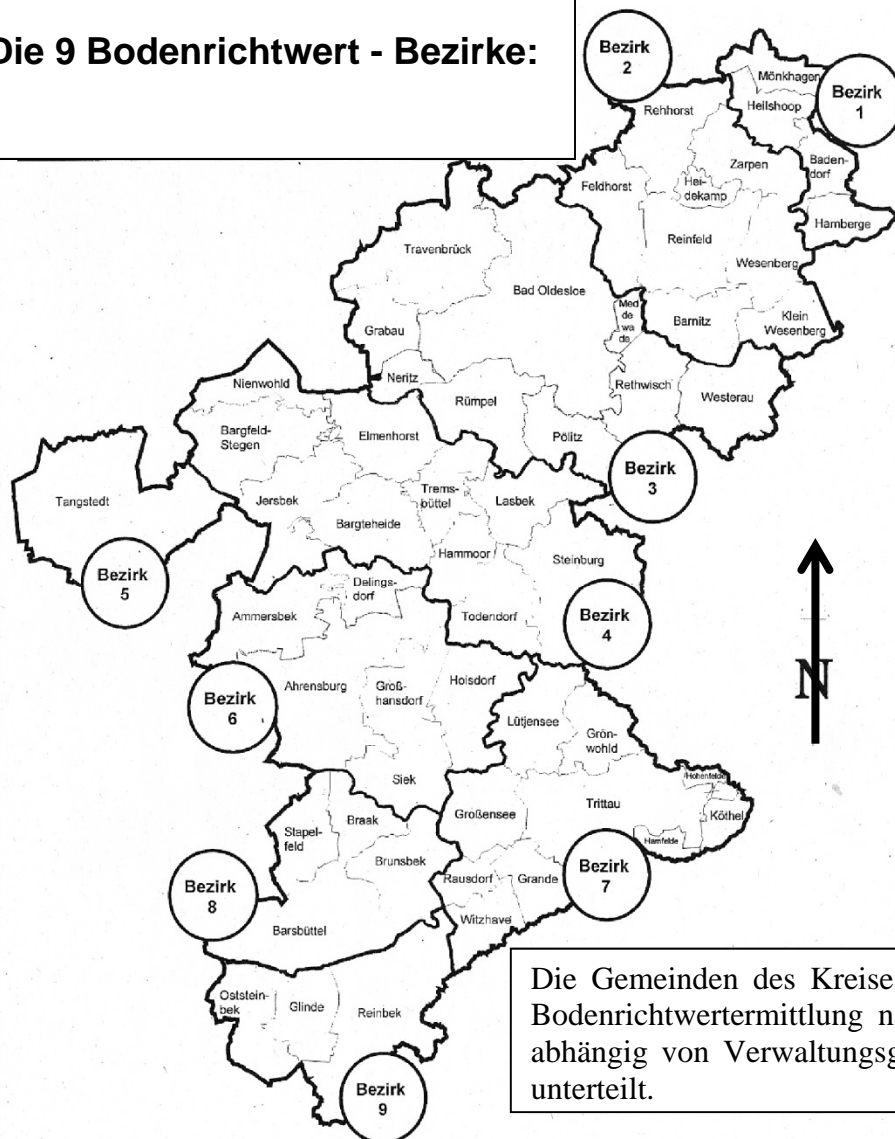 Die 9 Bodenrichtwert - Bezirke:
Bezirk
2
Mönkhagen
Bezirk
1
Heilshoop
Rehhorst
Zarpen
Baden-
dorf
Feldhorst
Hei-
dekamp
Hamberge
Reinfeld
Travenbrück
Wesenberg
Bad Oldesloe
Med
de
wa
de
Barnitz
Klein
Wesenberg
Grabau
Neritz
Nienwohld
Rethwisch
Westerau
Rümpel
Bargfeld-
Stegen
Elmenhorst
Pölitz
Bezirk
3
Tangstedt
Jersbek
Trems-
büttel
Lasbek
Bargteheide
Hammoor
Steinburg
Bezirk
5
Delings-
dorf
Ammersbek
Todendorf
Bezirk
4
Ahrensburg
Groß-
hansdorf
Hoisdorf
N
Bezirk
6
Lütjensee
Grön-
wohld
Siek
Hohenfelde
Großensee
Trittau
Köthel
Braak
Stapel-
feld
Hamfelde
Brunsbek
Bezirk
7
Rausdorf
Grande
Bezirk
8
Witzhave
Barsbüttel
Oststein-
bek
Glinde
Reinbek
Bezirk
9
Die Gemeinden des Kreise
Bodenrichtwertermittlung n
abhängig von Verwaltungsg
unterteilt.